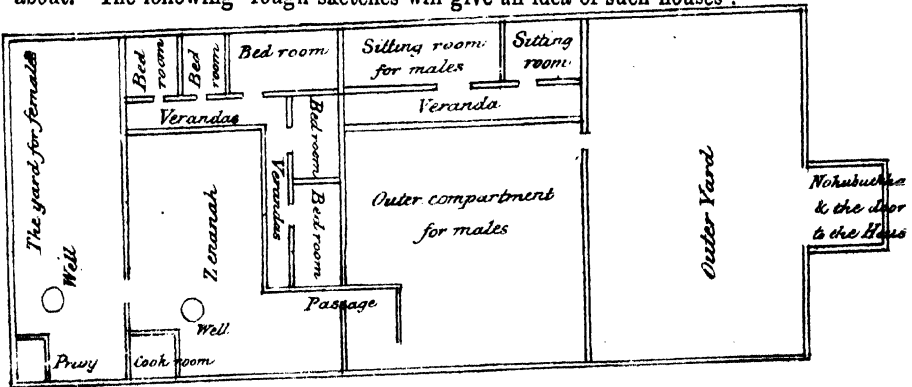 about. The following rough sketches will give an idea of such houses :
The yard for females
Well
Privy
Bed
room
Bed
room
Bed room
Verandas
Zenanah
Well
Cook room
Verandas
Bed room
Bed room
Passage
Sitting room
for males
Sitting
room
Veranda
Outer compartment
for males
Outer Yard
& the door
to the Haus